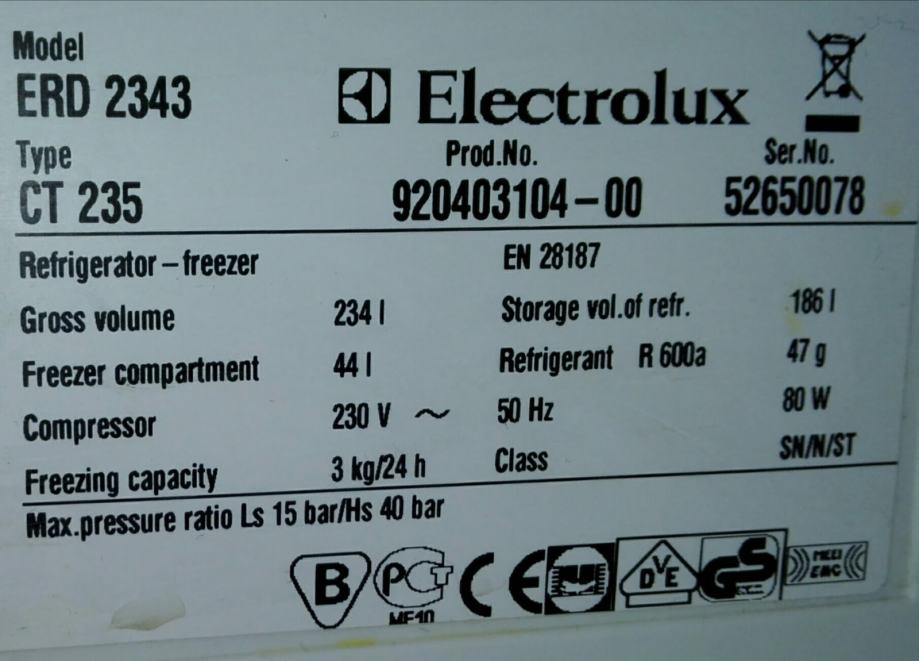 Model
ERD 2343
Electrolux
Type
Prod.No.
Ser.No.
CT 235
920403104-00
52650078
Refrigerator-freezer
EN 28187
Gross volume 234 l
Storage vol.of refr. 186 l
Freezer compartment 44 l
Refrigerant R 600a 47 g
Compressor 230 V ~ 50 Hz 80 W
Freezing capacity 3 kg/24 h
Class SN/N/ST
Max.pressure ratio Ls 15 bar/Hs 40 bar
B
PCT
ME10
CE
DVE
GS
MEEI
EMC